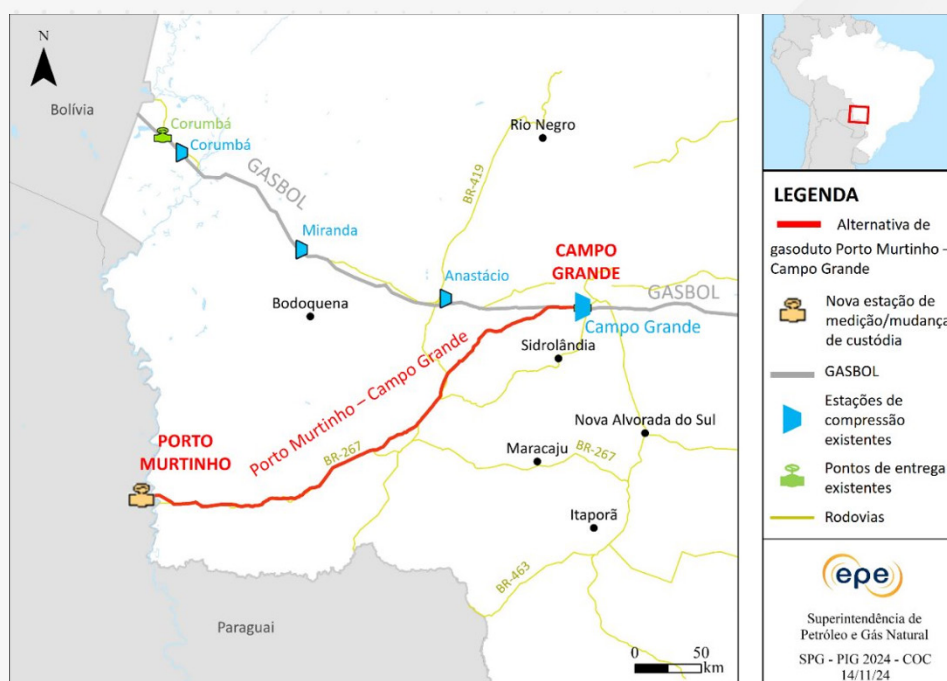 N
Bolívia
Corumbá
Corumbá
GASBOL
Miranda
Bodoquena
Rio Negro
BR-419
Anastácio
CAMPO
GRANDE
GASBOL
Campo Grande
Sidrolândia
Porto Murtinho – Campo Grande
PORTO
MURTINHO
BR-267
Nova Alvorada do Sul
Maracaju
BR-267
Itaporã
BR-463
Paraguai
0 50
km
LEGENDA
Alternativa de
gasoduto Porto Murtinho –
Campo Grande
Nova estação de
medição/mudança
de custódia
GASBOL
Estações de
compressão
existentes
Pontos de entrega
existentes
Rodovias
epe
Superintendência de
Petróleo e Gás Natural
SPG - PIG 2024 - COC
14/11/24